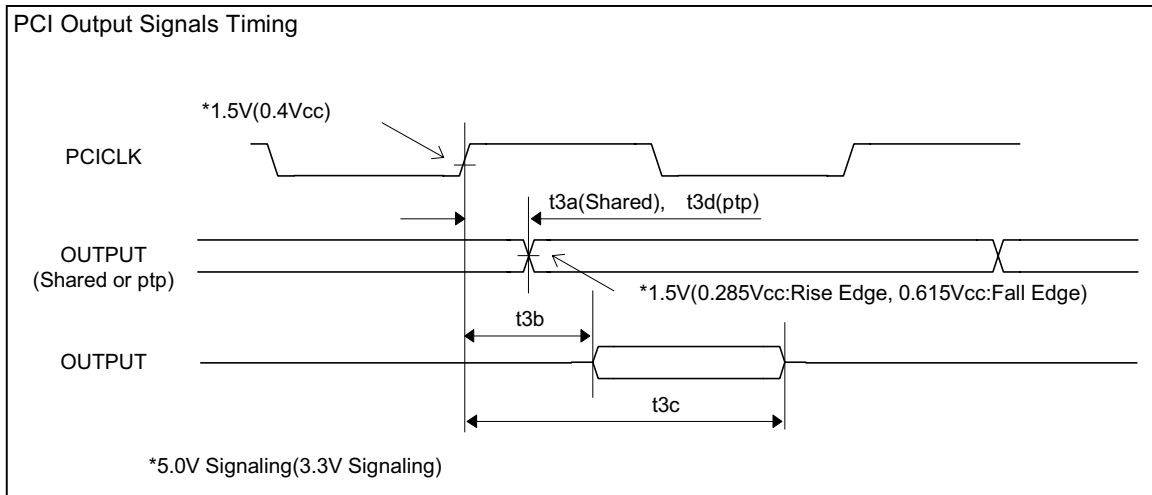 PCI Output Signals Timing
*1.5V(0.4Vcc)
PCICLK
t3a(Shared), t3d(ptp)
OUTPUT
(Shared or ptp)
*1.5V(0.285Vcc:Rise Edge, 0.615Vcc:Fall Edge)
t3b
OUTPUT
t3c
*5.0V Signaling(3.3V Signaling)